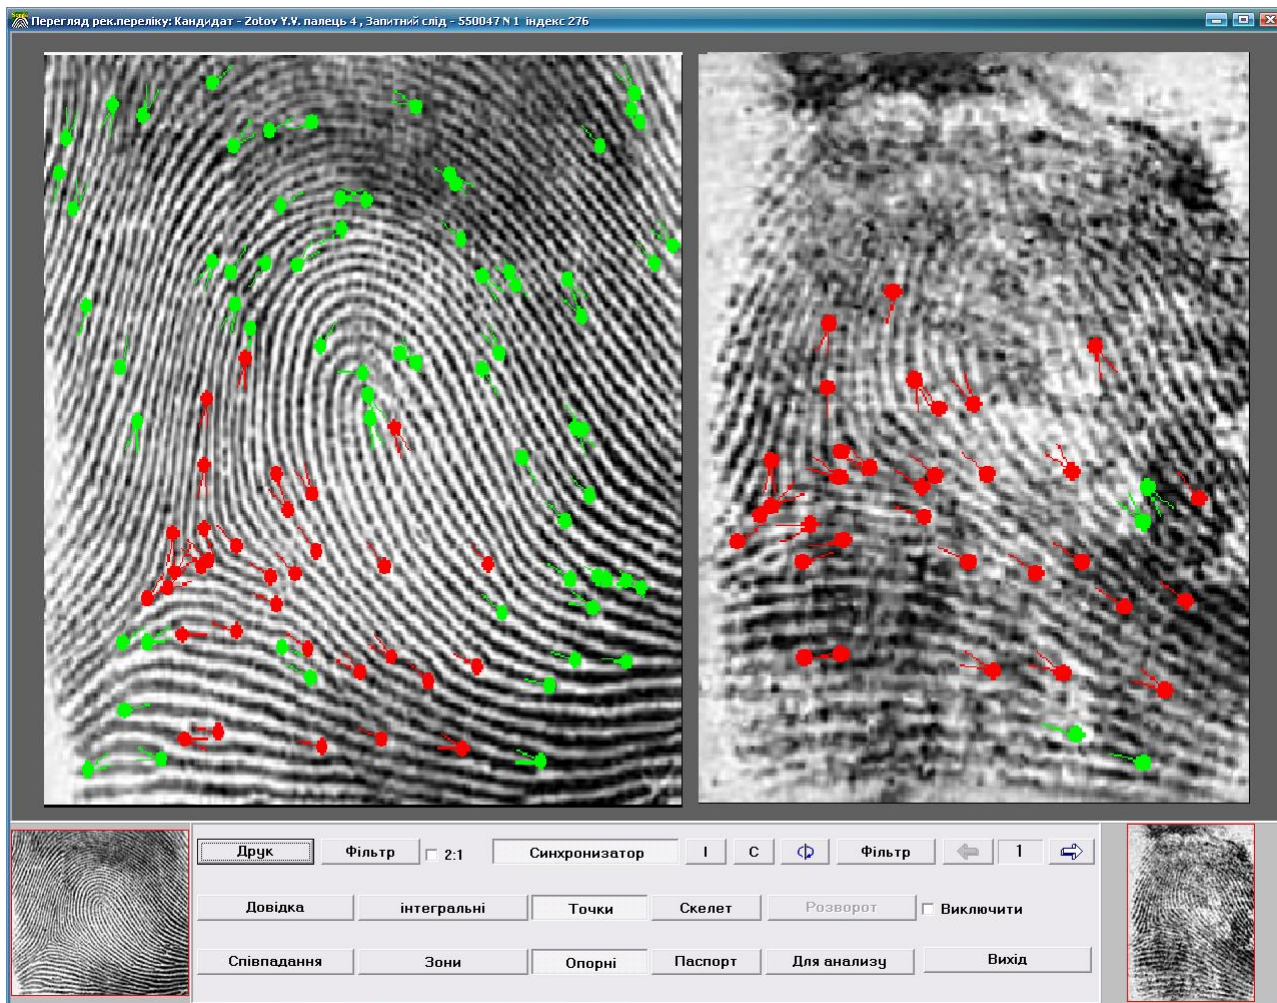 Перегляд рек.переліку: Кандидат - Zotov Y.У. палець 4 , Запитний слід - 550047 N 1 індекс 276
Друк Фільтр 2:1 Синхронизатор І С Фільтр 1
Довідка інтегральні Точки Скелет Розворот Виключити
Співпадання Зони Опорні Паспорт Для анализу Вихід